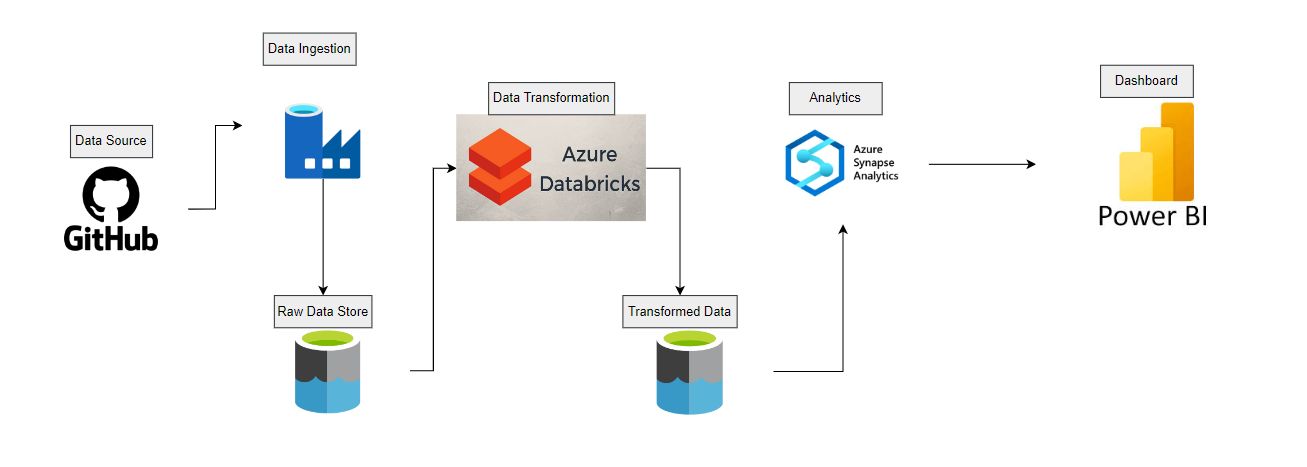 Data Ingestion
Data Source
GitHub
Raw Data Store
Data Transformation
Azure
Databricks
Transformed Data
Analytics
Azure
Synapse
Analytics
Dashboard
Power BI